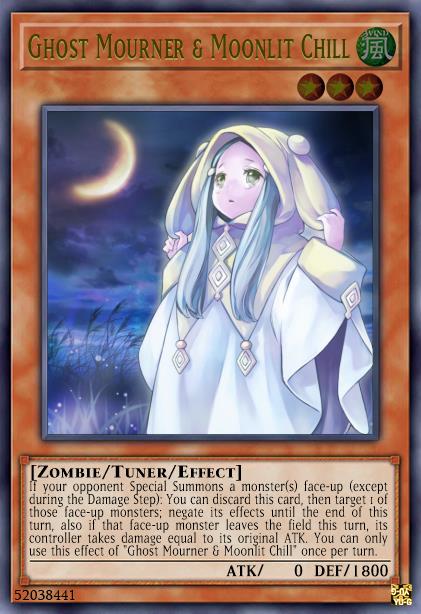 GHOST MOURNER & MOONLIT CHILL
WIND
風
[ZOMBIE/TUNER/EFFECT]
If your opponent Special Summons a monster(s) face-up (except
during the Damage Step): You can discard this card, then target 1 of
those face-up monsters; negate its effects until the end of this
turn, also if that face-up monster leaves the field this turn, its
controller takes damage equal to its original ATK. You can only
use this effect of "Ghost Mourner & Moonlit Chill" once per turn.
ATK/ 0 DEF/1800
52038441